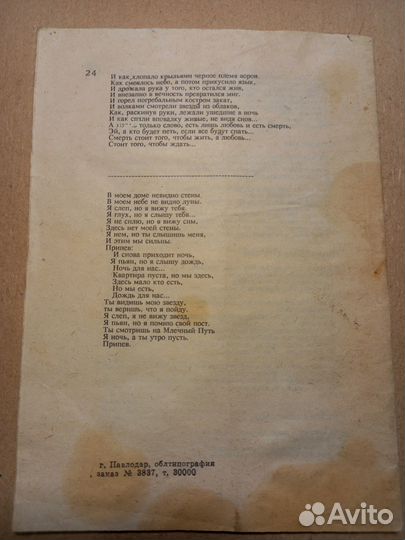 24
И как хлопало крыльями черное племя ворон.
Как смеялось небо, а потом прикусило язык,
И дрожала рука у того, кто остался жив,
И внезапно в вечность превратился миг.
И горел погребальным костром закат,
И волками смотрели звезды из облаков,
Как, раскинув руки, лежали ушедшие в ночь
И как спали вповалку живые, не видя снов...
А только слово, есть лишь любовь и есть смерть,
Эй, а кто будет петь, если все будут спать...
Смерть стоит того, чтобы жить, а любовь...
Стоит того, чтобы ждать...
В моем доме невидно стены.
В моем небе не видно луны.
Я слеп, но я вижу тебя.
Я глух, но я слышу тебя...
Я не сплю, но я вижу сны,
Здесь нет моей стены.
Я нем, но ты слышишь меня,
И этим мы сильны.
Припев:
И снова приходит ночь,
Я пьян, но я слышу дождь,
Ночь для нас...
Квартира пуста, но мы здесь,
Здесь мало кто есть,
Но мы есть,
Дождь для нас...
Ты видишь мою звезду,
ты веришь, что я пойду.
Я слеп, я не вижу звезд,
Я пьян, но я помню свой пост.
Ты смотришь на Млечный Путь
Я ночь, а ты утро пусть.
Припев.
г. Павлодар, облтипография
заказ № 3837, т. 30000
Avito